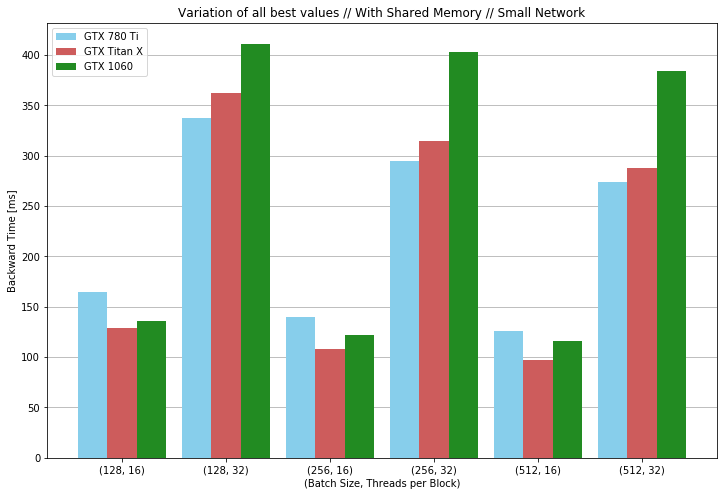 Variation of all best values // With Shared Memory // Small Network
GTX 780 Ti
GTX Titan X
GTX 1060
Backward Time [ms]
400
350
300
250
200
150
100
50
0
(128, 16) (128, 32) (256, 16) (256, 32) (512, 16) (512, 32)
(Batch Size, Threads per Block)